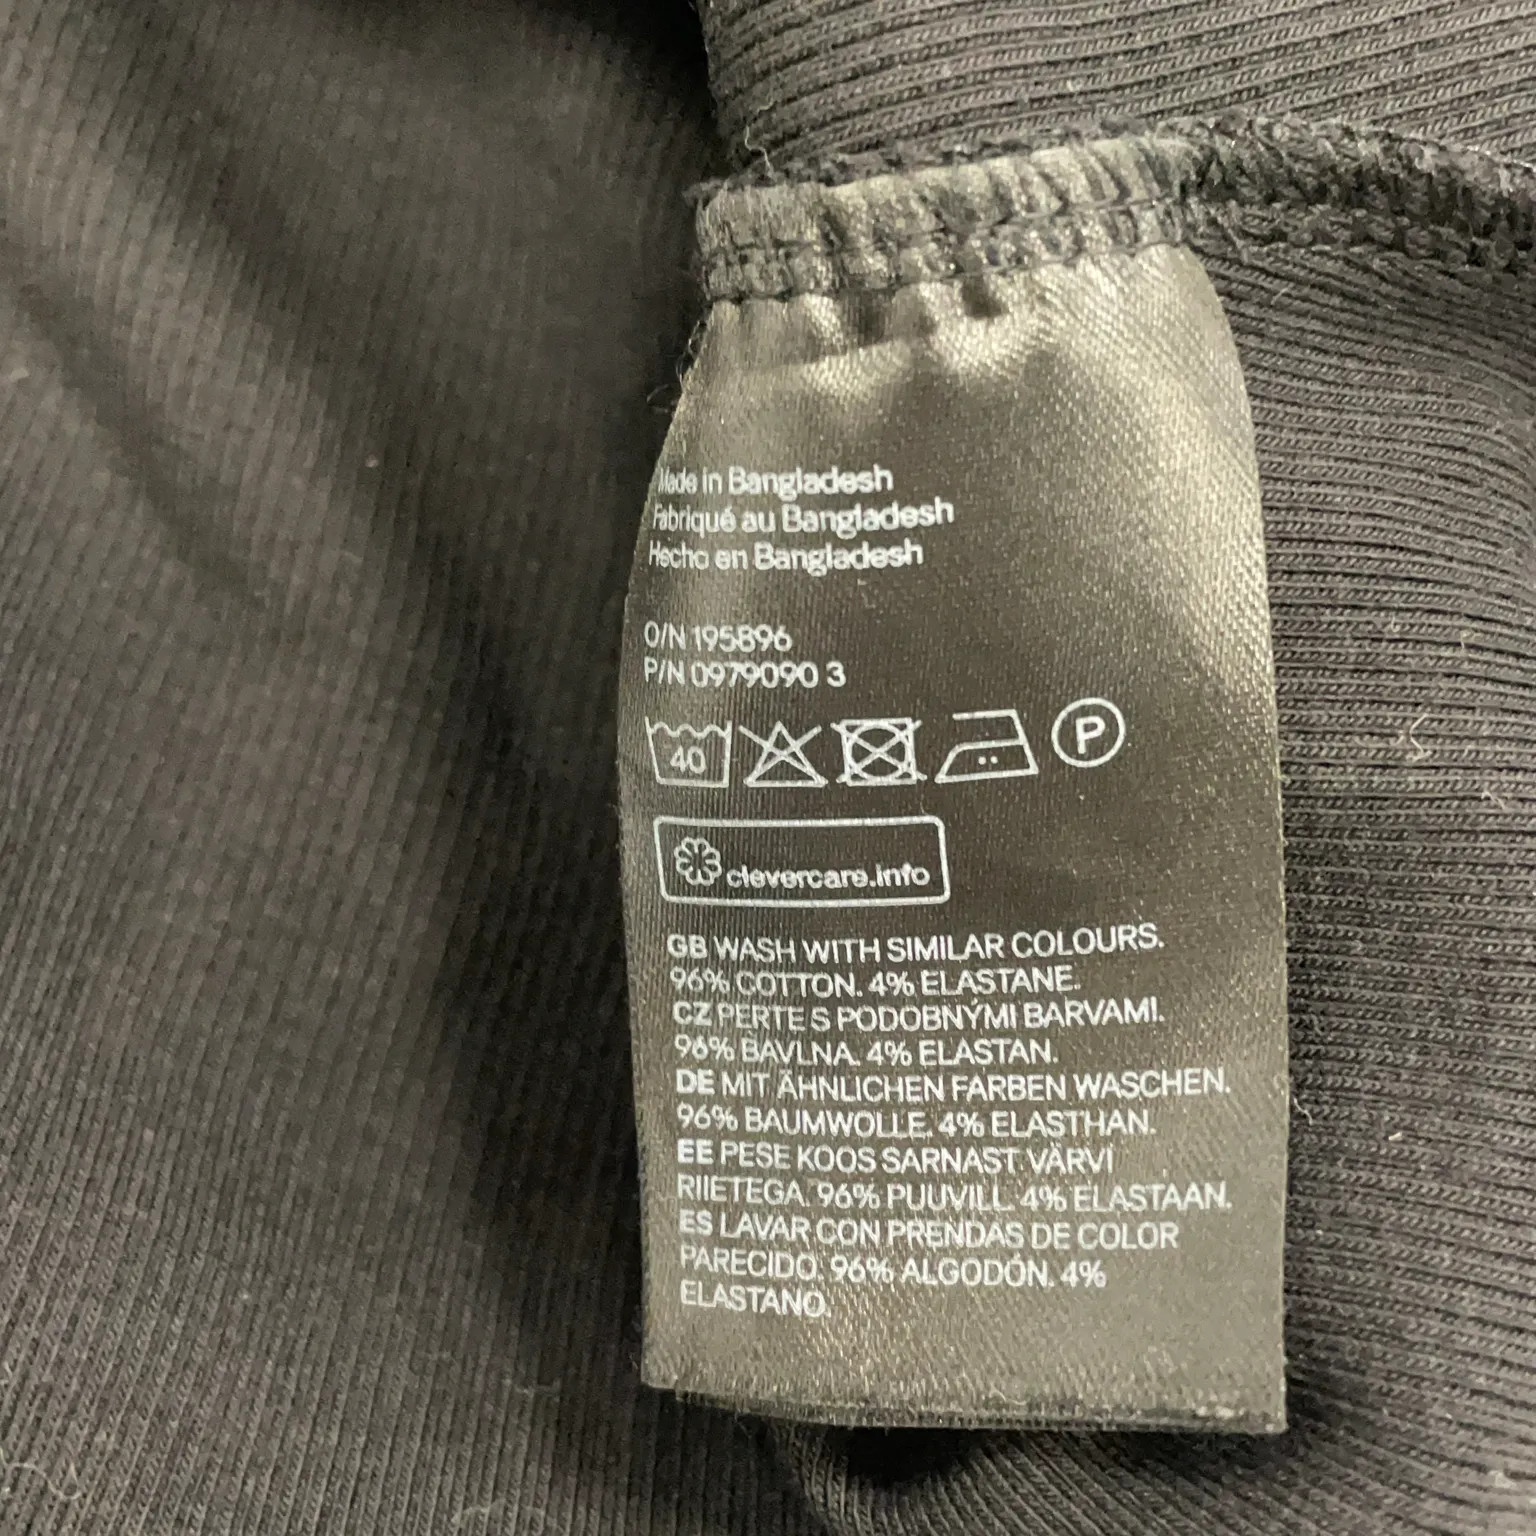 Made in Bangladesh
Fabriqué au Bangladesh
Hecho en Bangladesh
O/N 195896
P/N 0979090 3
40 P
clevercare.info
GB WASH WITH SIMILAR COLOURS.
96% COTTON. 4% ELASTANE.
CZ PERTE S PODOBNÝMI BARVAMI.
96% BAVLNA. 4% ELASTAN.
DE MIT ÄHNLICHEN FARBEN WASCHEN.
96% BAUMWOLLE. 4% ELASTHAN.
EE PESE KOOS SARNAST VÄRVI
RIIETEGA. 96% PUUVILL. 4% ELASTAAN.
ES LAVAR CON PRENDAS DE COLOR
PARECIDO. 96% ALGODÓN. 4%
ELASTANO.